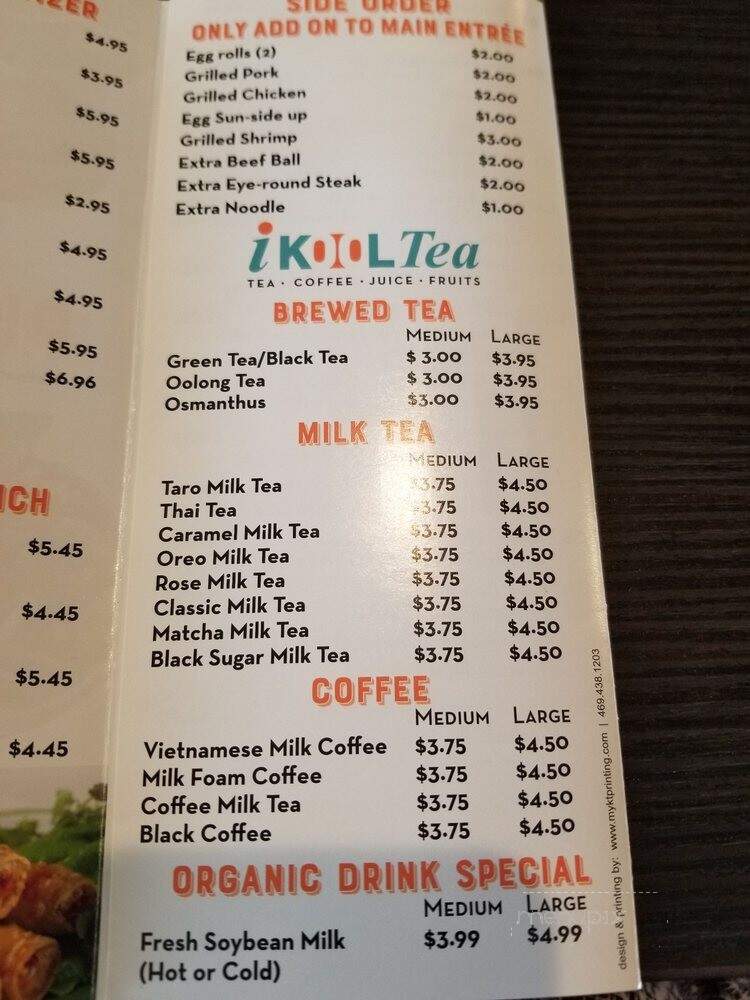 ZER
$4.95
$3.95
$5.95
$5.95
$2.95
$4.95
$4.95
$5.95
$6.96
ICH
$5.45
$4.45
$5.45
$4.45
SIDE ORDER
ONLY ADD ON TO MAIN ENTRÉE
Egg rolls (2) $2.00
Grilled Pork $2.00
Grilled Chicken $2.00
Egg Sun-side up $1.00
Grilled Shrimp $3.00
Extra Beef Ball $2.00
Extra Eye-round Steak $2.00
Extra Noodle $1.00
iKOOL Tea
TEA · COFFEE · JUICE · FRUITS
BREWED TEA
MEDIUM LARGE
Green Tea/Black Tea $ 3.00 $3.95
Oolong Tea $ 3.00 $3.95
Osmanthus $3.00 $3.95
MILK TEA
MEDIUM LARGE
Taro Milk Tea $3.75 $4.50
Thai Tea $3.75 $4.50
Caramel Milk Tea $3.75 $4.50
Oreo Milk Tea $3.75 $4.50
Rose Milk Tea $3.75 $4.50
Classic Milk Tea $3.75 $4.50
Matcha Milk Tea $3.75 $4.50
Black Sugar Milk Tea $3.75 $4.50
COFFEE
MEDIUM LARGE
Vietnamese Milk Coffee $3.75 $4.50
Milk Foam Coffee $3.75 $4.50
Coffee Milk Tea $3.75 $4.50
Black Coffee $3.75 $4.50
ORGANIC DRINK SPECIAL
MEDIUM LARGE
Fresh Soybean Milk $3.99 $4.99
(Hot or Cold)
design & printing by: www.myktprinting.com | 469.438.1203